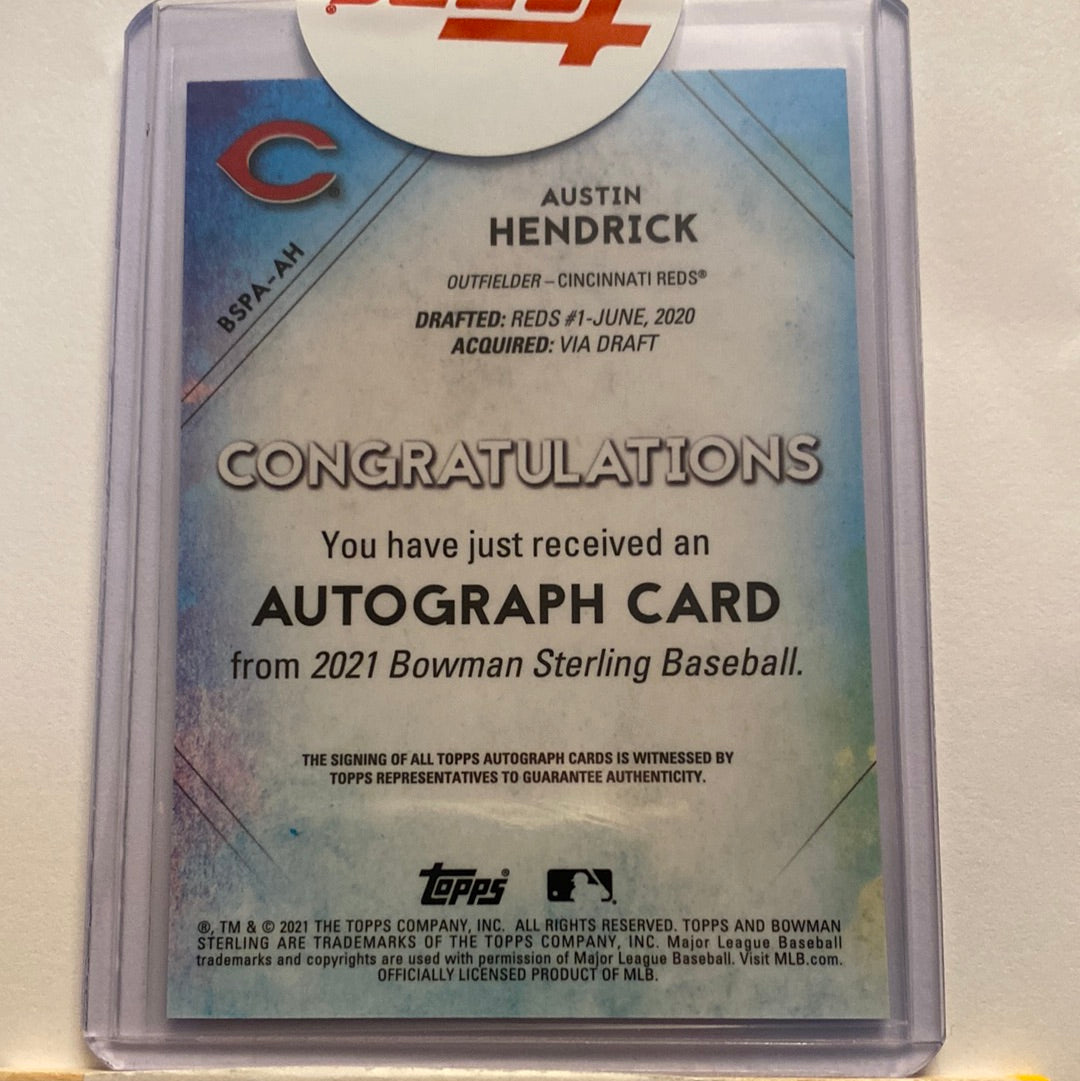 topps®
BSPA-AH
AUSTIN
HENDRICK
OUTFIELDER – CINCINNATI REDS®
DRAFTED: REDS #1-JUNE, 2020
ACQUIRED: VIA DRAFT
CONGRATULATIONS
You have just received an
AUTOGRAPH CARD
from 2021 Bowman Sterling Baseball.
THE SIGNING OF ALL TOPPS AUTOGRAPH CARDS IS WITNESSED BY
TOPPS REPRESENTATIVES TO GUARANTEE AUTHENTICITY.
topps®
®, TM & © 2021 THE TOPPS COMPANY, INC. ALL RIGHTS RESERVED. TOPPS AND BOWMAN
STERLING ARE TRADEMARKS OF THE TOPPS COMPANY, INC. Major League Baseball
trademarks and copyrights are used with permission of Major League Baseball. Visit MLB.com.
OFFICIALLY LICENSED PRODUCT OF MLB.